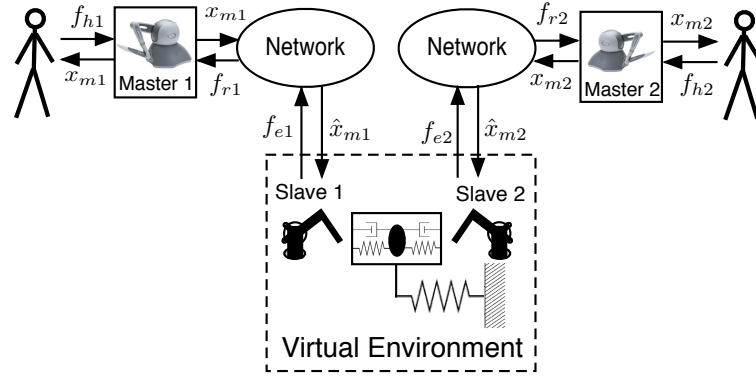 f_{h1}
x_{m1}
Master 1
x_{m1}
f_{r1}
Network
Network
f_{r2}
x_{m2}
Master 2
x_{m2}
f_{h2}
f_{e1}
\hat{x}_{m1}
f_{e2}
\hat{x}_{m2}
Slave 1
Slave 2
Virtual Environment